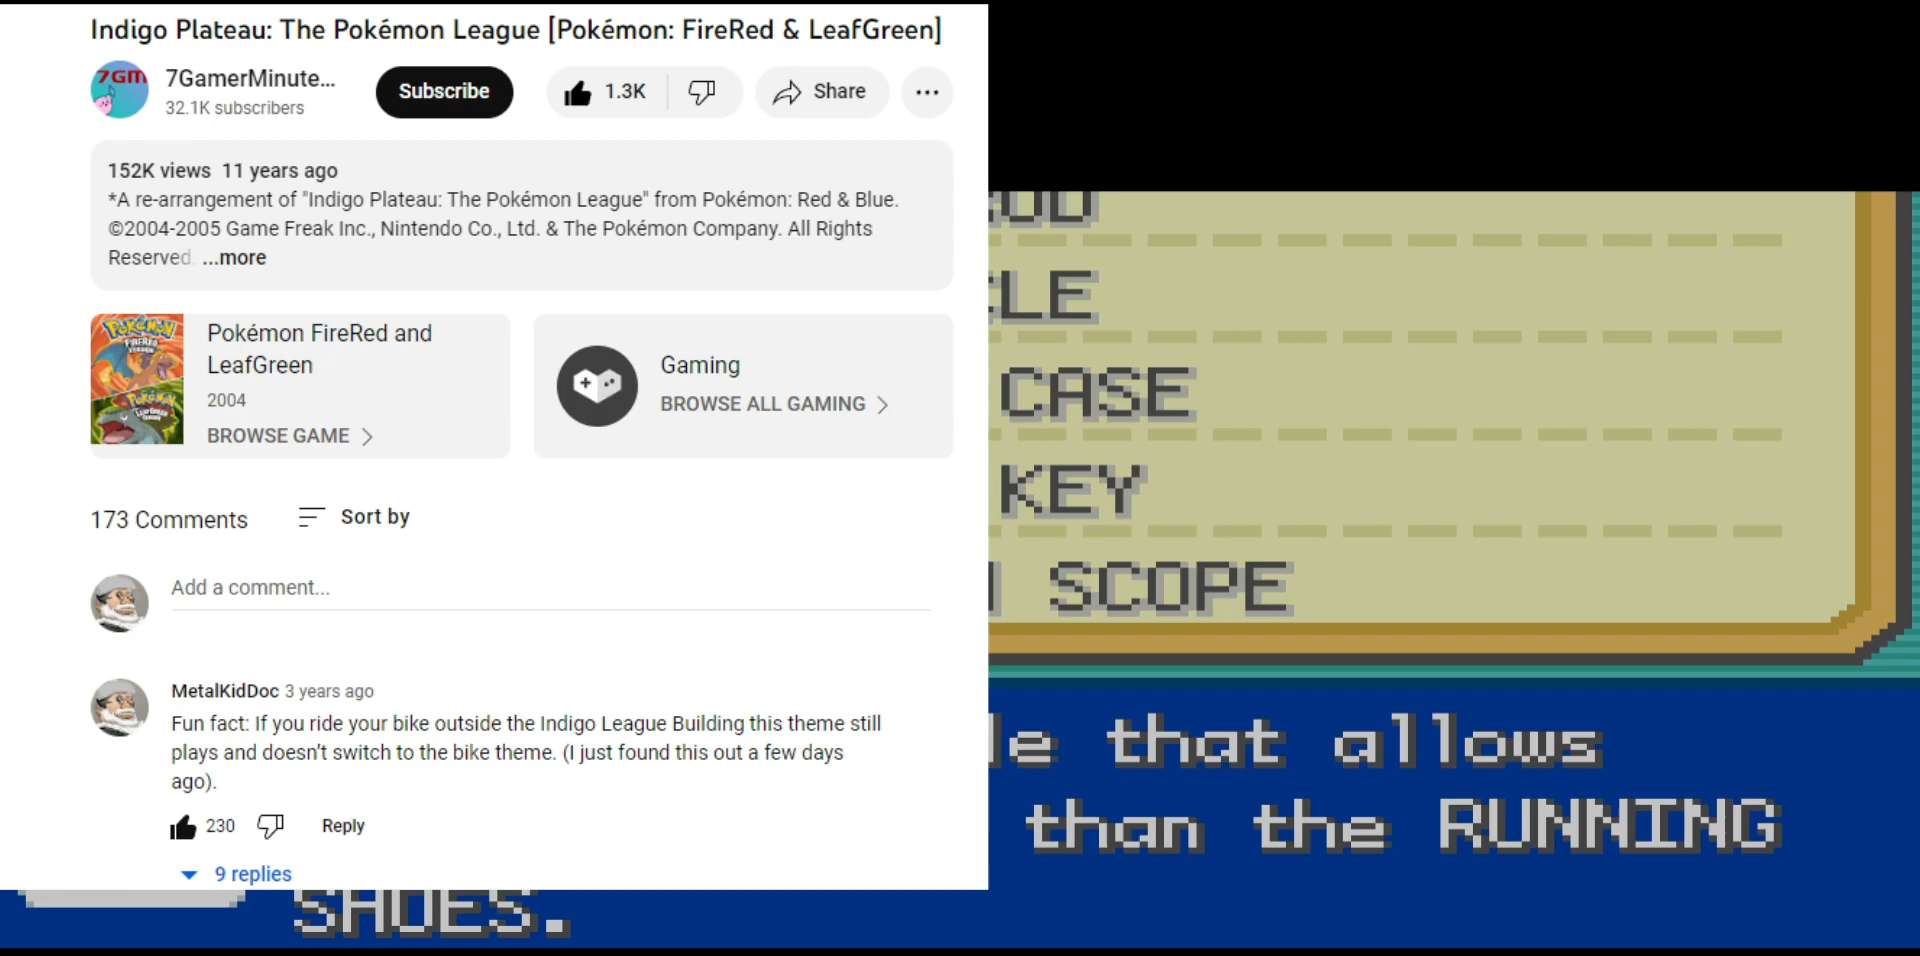 Indigo Plateau: The Pokémon League [Pokémon: FireRed & LeafGreen]
7GM
7GamerMinute...
32.1K subscribers
Subscribe
1.3K
Share
152K views 11 years ago
*A re-arrangement of "Indigo Plateau: The Pokémon League" from Pokémon: Red & Blue.
©2004-2005 Game Freak Inc., Nintendo Co., Ltd. & The Pokémon Company. All Rights
Reserved. ...more
Pokémon FireRed and
LeafGreen
2004
BROWSE GAME
Gaming
BROWSE ALL GAMING
173 Comments
Sort by
Add a comment...
MetalKidDoc 3 years ago
Fun fact: If you ride your bike outside the Indigo League Building this theme still
plays and doesn't switch to the bike theme. (I just found this out a few days
ago).
230
Reply
9 replies
CASE
KEY
SCOPE
that allows
than the RUNNING
SHOES.